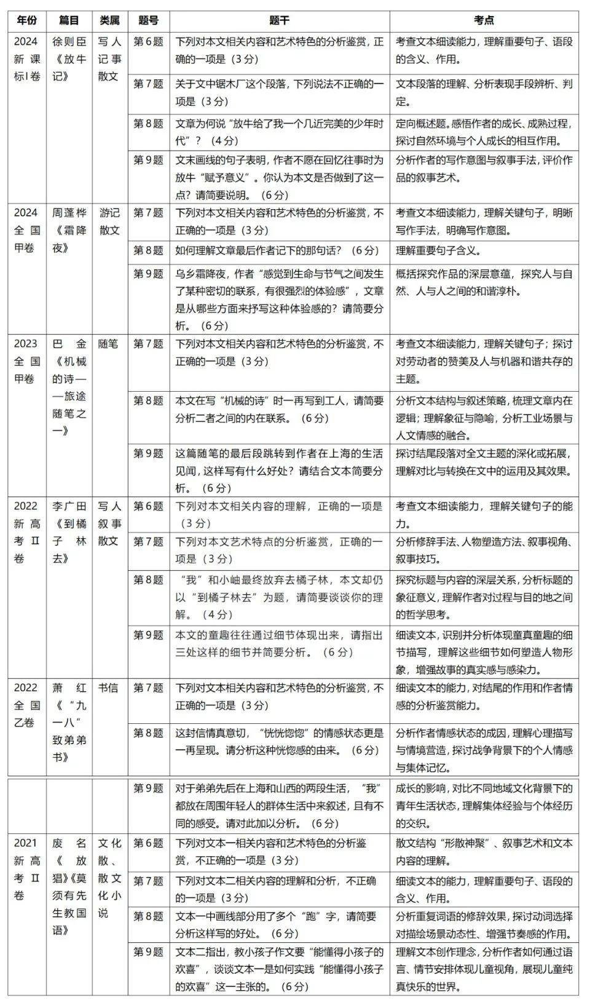 年份 篇目 类属 题号 题干 考点
2024 徐则臣 写人 第6题 下列对本文相关内容和艺术特色的分析鉴赏，正 考查文本细读能力，理解重要句子、语段
新课 《放牛 记事 确的一项是（3分） 的含义、作用。
标I卷 记》 散文
第7题 关于文中锯木厂这个段落，下列说法不正确的一 文本段落的理解、分析表现手段辨析、判
项是（3分） 定。
第8题 文章为何说“放牛给了我一个几近完美的少年时 定向概述题。感悟作者的成长、成熟过程，
代”？（4分） 探讨自然环境与个人成长的相互作用。
第9题 文末画线的句子表明，作者不愿在回忆往事时为 分析作者的写作意图与叙事手法，评价作
放牛“赋予意义”。你认为本文是否做到了这一 品的叙事艺术。
点？请简要说明。（6分）
2024 周蓬桦 游记 第7题 下列对本文相关内容和艺术特色的分析鉴赏，不 考查文本细读能力，理解关键句子，明晰
全国 《霜降 散文 正确的一项是（3分） 写作手法，明确写作意图。
甲卷 夜》 第8题 如何理解文章最后作者记下的那句话？（6分） 理解重要句子含义。
第9题 乌乡霜降夜，作者“感觉到生命与节气之间发生 概括探究作品的深层意蕴，探究人与自
了某种密切的联系，有很强烈的体验感”，文章 然、人与人之间的和谐淳朴。
是从哪些方面来抒写这种体验感的？请简要分
析。（6分）
2023 巴金 随笔 第7题 下列对本文相关内容和艺术特色的分析鉴赏，不 考查文本细读能力，理解关键句子；探讨
全国 《机械 正确的一项是（3分） 对劳动者的赞美及人与机器和谐共存的
甲卷 的诗— 主题。
—旅途 第8题 本文在写“机械的诗”时一再写到工人，请简要 分析文本结构与叙述策略，梳理文章内在
随笔之 分析二者之间的内在联系。（6分） 逻辑；理解象征与隐喻，分析工业场景与
一》 人文情感的融合。
第9题 这篇随笔的最后段跳转到作者在上海的生活 探讨结尾段落对全文主题的深化或拓展，
见闻，这样写有什么好处？请结合文本简要分 理解对比与转换在文中的运用及其效果。
析。（6分）
2022 李广田 写人 第6题 下列对本文相关内容的理解，正确的一项是 考查文本细读能力，理解关键句子的能
新高 《到橘 叙事 （3分） 力。
考Ⅱ 子林 散文 第7题 下列对本文艺术特点的分析鉴赏，正确的一 分析修辞手法、人物塑造方法、叙事视角、
卷 去》 项是（3分） 叙事技巧。
第8题 “我”和小岫最终放弃去橘子林，本文却仍 探究标题与内容的深层关系，分析标题的
以“到橘子林去”为题，请简要谈谈你的理 象征意义，理解作者对过程与目的地之间
解。（4分） 的哲学思考。
第9题 本文的童趣往往通过细节体现出来，请指出 细读文本，识别并分析体现童真童趣的细
三处这样的细节并简要分析。（6分） 节描写，理解这些细节如何塑造人物形
象，增强故事的真实感与感染力。
2022 萧红 书信 第7题 下列对文本相关内容和艺术特色的分析鉴赏，不 细读文本的能力，对结尾的作用和作者情
全国 《“九 正确的一项是（3分） 感的分析鉴赏能力。
乙卷 一八” 第8题 这封信情真意切，“恍恍惚惚”的情感状态更是 分析作者情感状态的成因，理解心理描写
致弟弟 一再呈现。请分析这种恍惚感的由来。（6分） 与情境营造，探讨战争背景下的个人情感
书》 与集体记忆。
第9题 对于弟弟先后在上海和山西的两段生活，“我” 成长的影响，对比不同地域文化背景下的
都放在周围年轻人的群体生活中来叙述，且有不 青年生活状态，理解集体经验与个体经历
同的感受。请对此加以分析。（6分） 的交织。
2021 废名 文化 第6题 下列对文本一相关内容和艺术特色的分析鉴 散文结构“形散神聚”、叙事艺术和文本
新高 《放 散、 赏，不正确的一项是（3分） 内容的理解。
考Ⅱ 猖》《莫 散文 第7题 下列对文本二相关内容的理解和分析，不正确 细读文本的能力，理解重要句子、语段的
卷 须有先 化小 的一项是（3分） 含义、作用。
生教国 说 第8题 文本一中画线部分用了多个“跑”字，请简要 分析重复词语的修辞效果，探讨动词选择
语》 分析这样写的好处。（6分） 对描绘场景动态性、增强节奏感的作用。
第9题 文本二指出，教小孩子作文要“能懂得小孩子的 理解文本创作理念，分析作者如何通过语
欢喜”，谈谈文本一是如何实践“能懂得小孩子 言、情节安排体现儿童视角，展现儿童纯
的欢喜”这一主张的。（6分） 真快乐的世界。